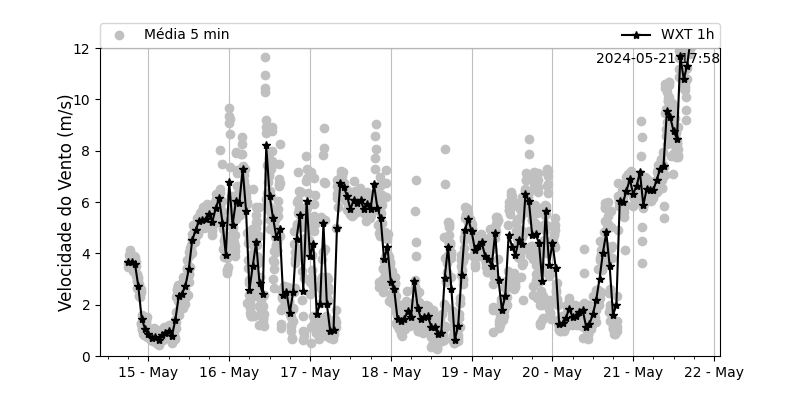 Média 5 min
WXT 1h
2024-05-21 17:58
Velocidade do Vento (m/s)
12
10
8
6
4
2
0
15 - May
16 - May
17 - May
18 - May
19 - May
20 - May
21 - May
22 - May